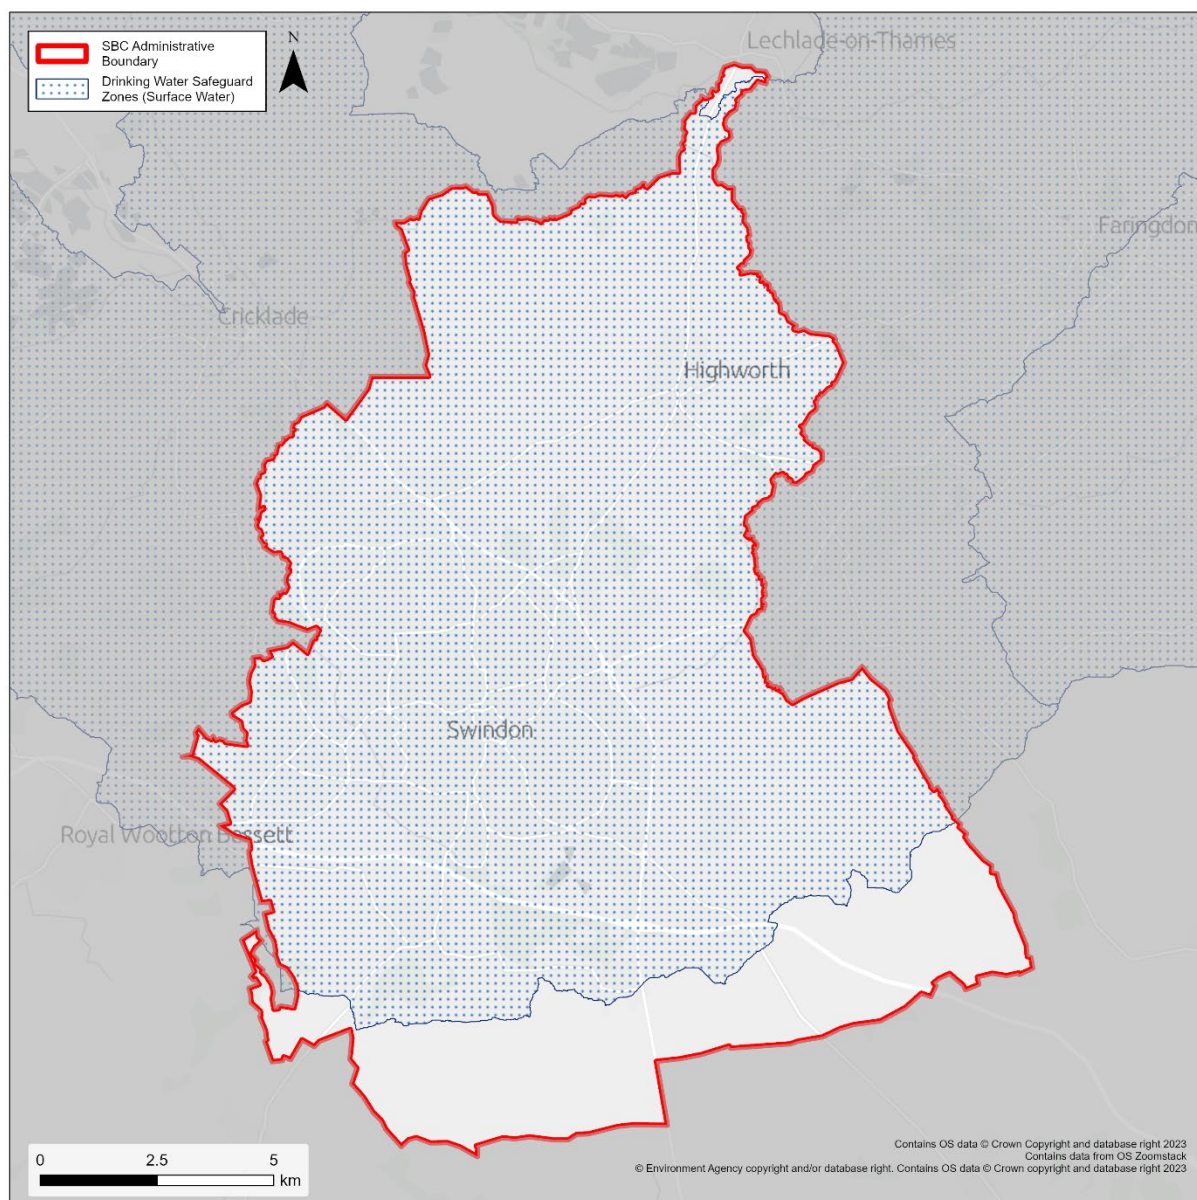 SBC Administrative
Boundary
Drinking Water Safeguard
Zones (Surface Water)
N
Lechlade-on-Thames
Faringdon
Cricklade
Highworth
Swindon
Royal Wootton Bassett
0 2.5 5
km
Contains OS data © Crown Copyright and database right 2023
Contains data from OS Zoomstack
© Environment Agency copyright and/or database right. Contains OS data © Crown copyright and database right 2023